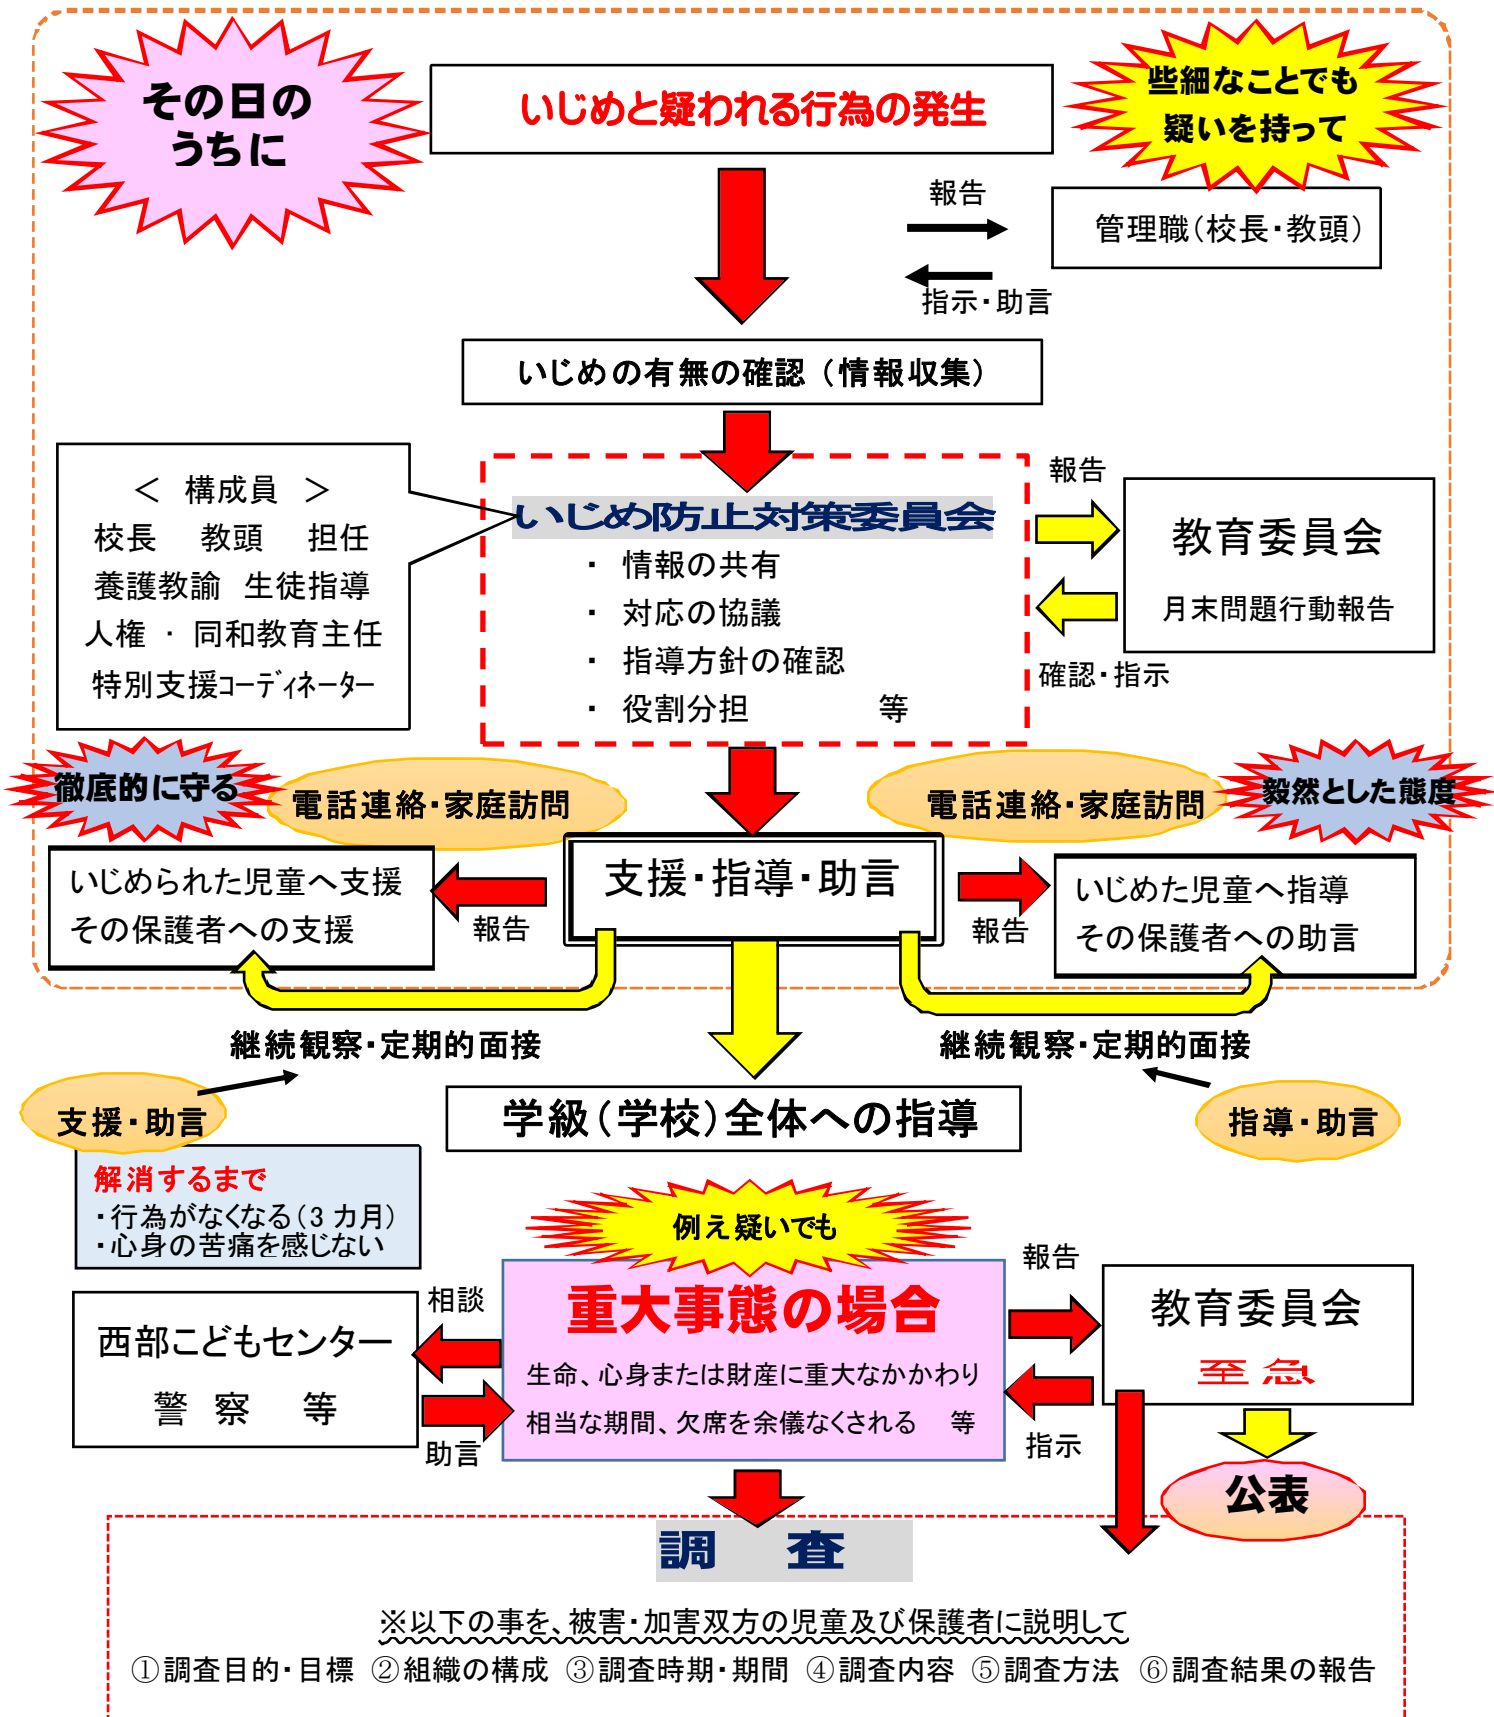 その日の
うちに
いじめと疑われる行為の発生
些細なことでも
疑いを持って
報告
管理職(校長・教頭)
指示・助言
いじめの有無の確認(情報収集)
＜ 構成員 ＞
校長 教頭 担任
養護教諭 生徒指導
人権 ・ 同和教育主任
特別支援ｺｰﾃﾞｨﾈｰﾀｰ
いじめ防止対策委員会
・ 情報の共有
・ 対応の協議
・ 指導方針の確認
・ 役割分担 等
報告
教育委員会
月末問題行動報告
確認・指示
徹底的に守る
電話連絡・家庭訪問
電話連絡・家庭訪問
毅然とした態度
いじめられた児童へ支援
その保護者への支援
報告
支援・指導・助言
報告
いじめた児童へ指導
その保護者への助言
継続観察・定期的面接
継続観察・定期的面接
支援・助言
学級(学校)全体への指導
指導・助言
解消するまで
・行為がなくなる(3 カ月)
・心身の苦痛を感じない
例え疑いでも
重大事態の場合
生命、心身または財産に重大なかかわり
相当な期間、欠席を余儀なくされる 等
相談
西部こどもセンター
警 察 等
助言
報告
教育委員会
至急
指示
公表
調 査
※以下の事を、被害・加害双方の児童及び保護者に説明して
①調査目的・目標 ②組織の構成 ③調査時期・期間 ④調査内容 ⑤調査方法 ⑥調査結果の報告